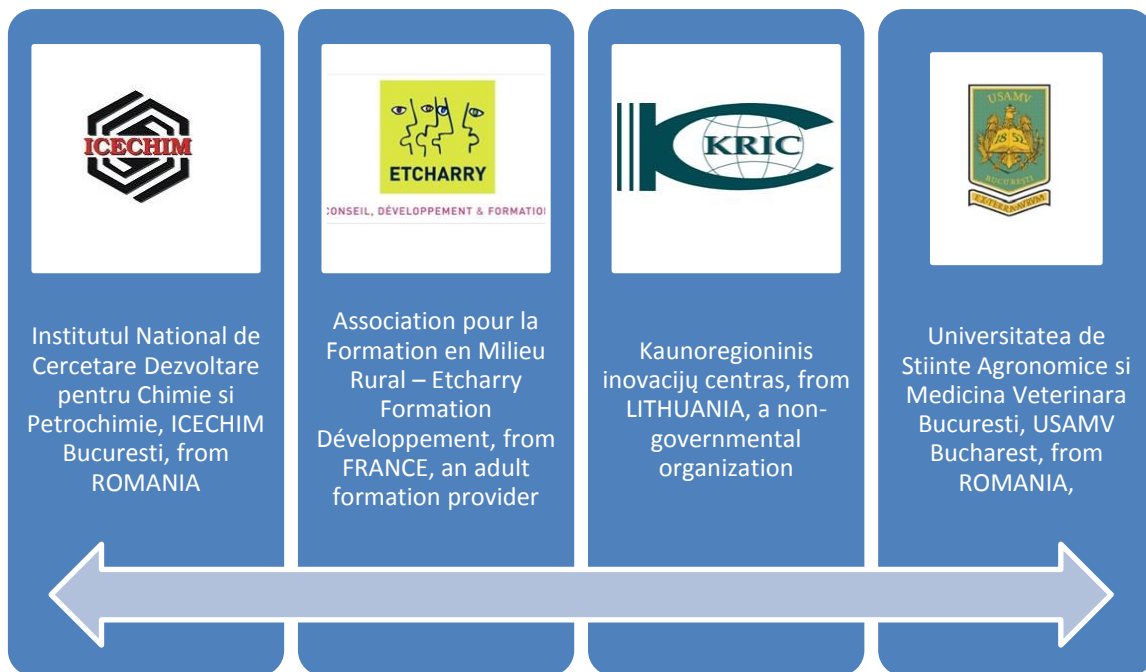 ICECHIM
Institutul National de
Cercetare Dezvoltare
pentru Chimie si
Petrochimie, ICECHIM
Bucuresti, from
ROMANIA
ETCHARRY
CONSEIL, DÉVELOPPEMENT & FORMATIO
Association pour la
Formation en Milieu
Rural – Etcharry
Formation
Développement, from
FRANCE, an adult
formation provider
KRIC
Kaunoregioninis
inovacijų centras, from
LITHUANIA, a non-
governmental
organization
USAMV
1852
BUCURESTI
Universitatea de
Stiinte Agronomice si
Medicina Veterinara
Bucuresti, USAMV
Bucharest, from
ROMANIA,